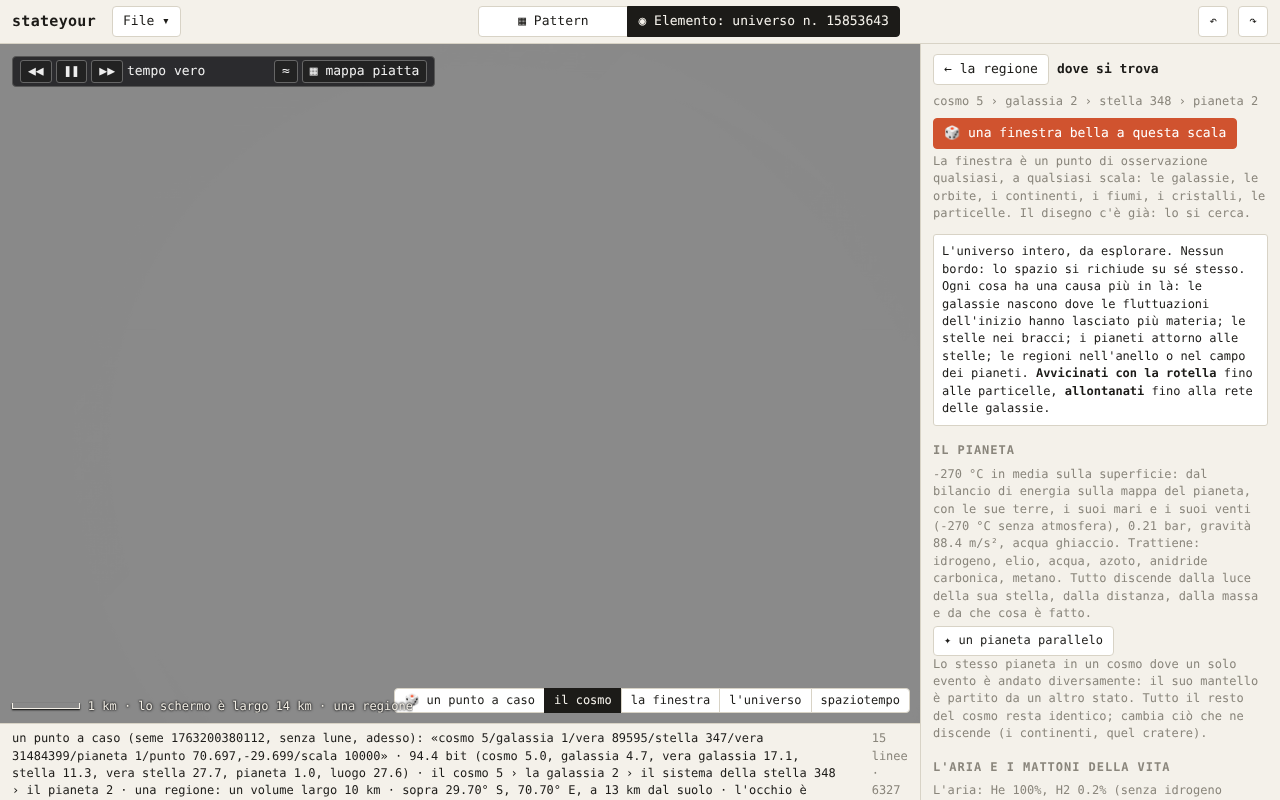 stateyour
File ▾
▦ Pattern
◉ Elemento: universo n. 15853643
↶
↷
◀◀
❚❚
▶▶
tempo vero
≈
▦ mappa piatta
1 km · lo schermo è largo 14 km · una regione
🎲 un punto a caso
il cosmo
la finestra
l'universo
spaziotempo
un punto a caso (seme 1763200380112, senza lune, adesso): «cosmo 5/galassia 1/vera 89595/stella 347/vera
31484399/pianeta 1/punto 70.697,-29.699/scala 10000» · 94.4 bit (cosmo 5.0, galassia 4.7, vera galassia 17.1,
stella 11.3, vera stella 27.7, pianeta 1.0, luogo 27.6) · il cosmo 5 › la galassia 2 › il sistema della stella 348
› il pianeta 2 · una regione: un volume largo 10 km · sopra 29.70° S, 70.70° E, a 13 km dal suolo · l'occhio è
15
linee
·
6327
← la regione
dove si trova
cosmo 5 › galassia 2 › stella 348 › pianeta 2
🎲 una finestra bella a questa scala
La finestra è un punto di osservazione
qualsiasi, a qualsiasi scala: le galassie, le
orbite, i continenti, i fiumi, i cristalli, le
particelle. Il disegno c'è già: lo si cerca.
L'universo intero, da esplorare. Nessun
bordo: lo spazio si richiude su sé stesso.
Ogni cosa ha una causa più in là: le
galassie nascono dove le fluttuazioni
dell'inizio hanno lasciato più materia; le
stelle nei bracci; i pianeti attorno alle
stelle; le regioni nell'anello o nel campo
dei pianeti. Avvicinati con la rotella fino
alle particelle, allontanati fino alla rete
delle galassie.
IL PIANETA
-270 °C in media sulla superficie: dal
bilancio di energia sulla mappa del pianeta,
con le sue terre, i suoi mari e i suoi venti
(-270 °C senza atmosfera), 0.21 bar, gravità
88.4 m/s², acqua ghiaccio. Trattiene:
idrogeno, elio, acqua, azoto, anidride
carbonica, metano. Tutto discende dalla luce
della sua stella, dalla distanza, dalla massa
e da che cosa è fatto.
✦ un pianeta parallelo
Lo stesso pianeta in un cosmo dove un solo
evento è andato diversamente: il suo mantello
è partito da un altro stato. Tutto il resto
del cosmo resta identico; cambia ciò che ne
discende (i continenti, quel cratere).
L'ARIA E I MATTONI DELLA VITA
L'aria: He 100%, H2 0.2% (senza idrogeno